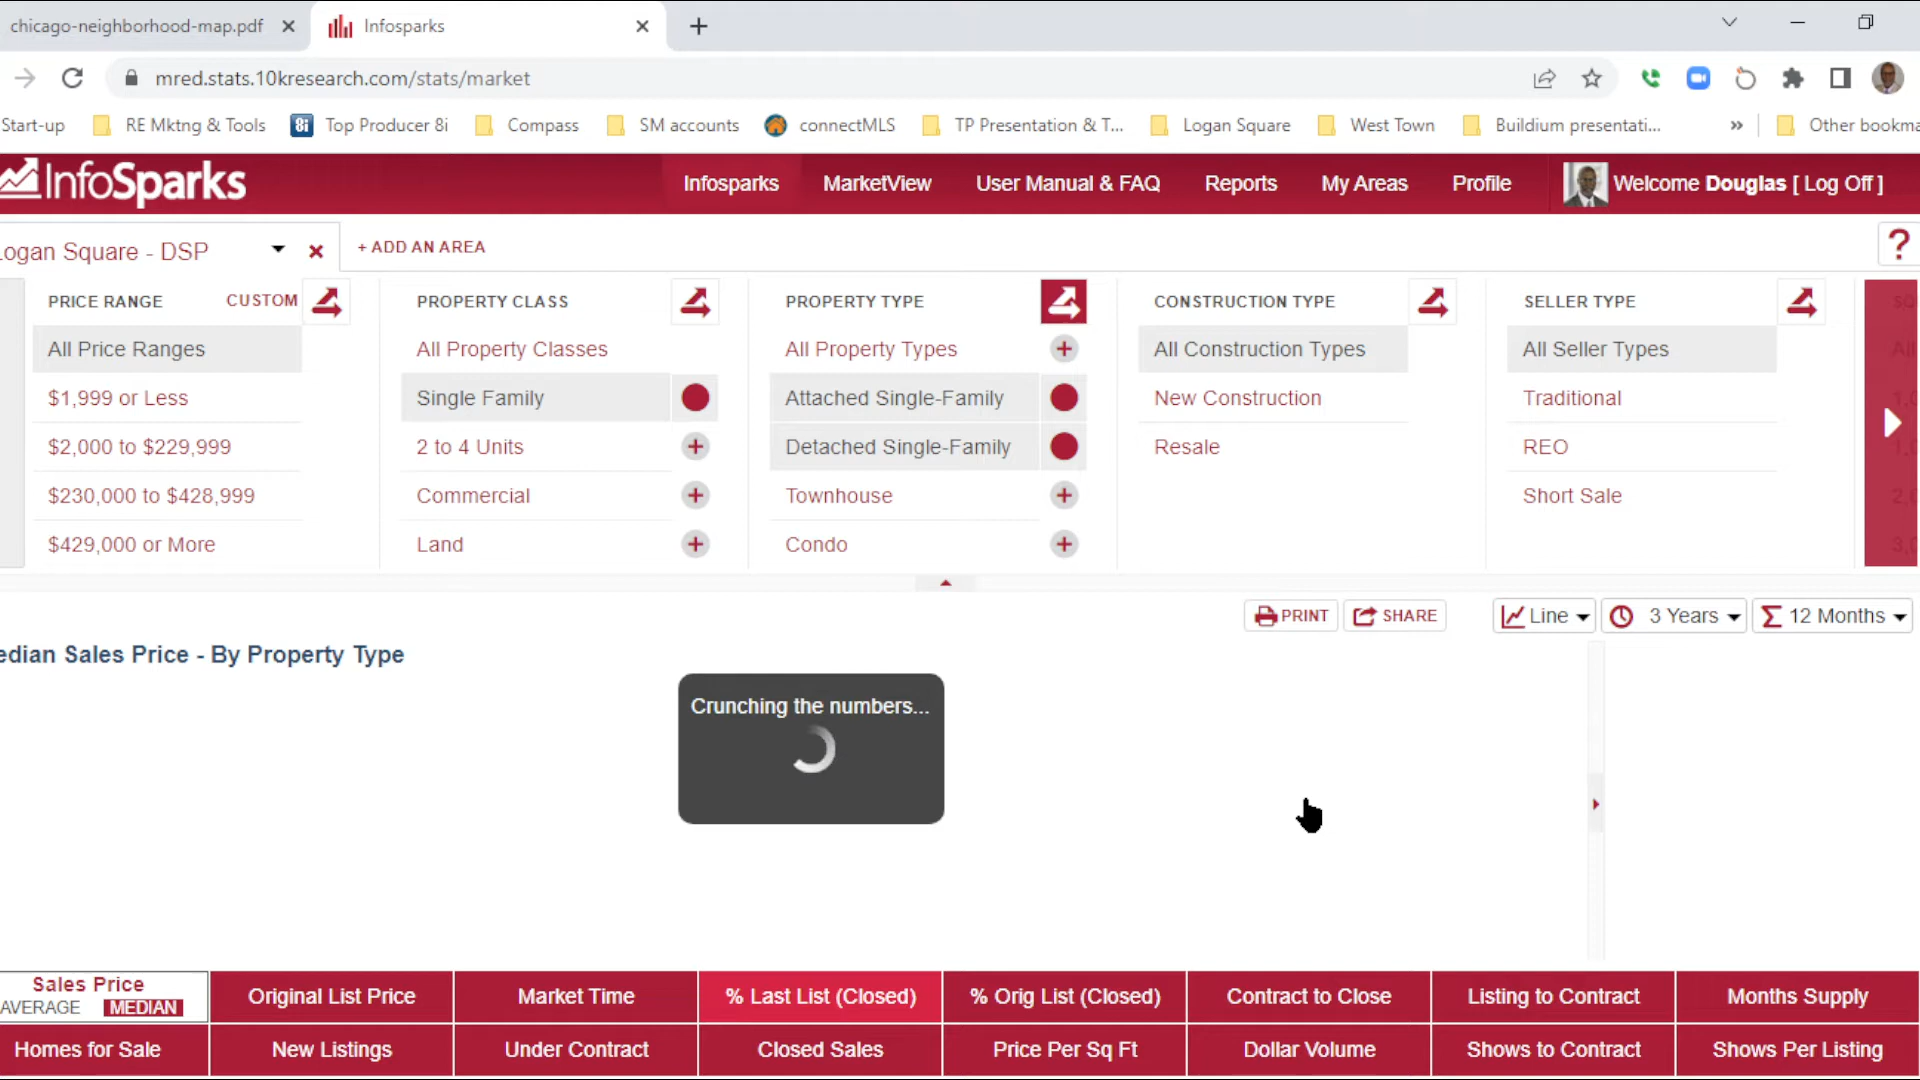 chicago-neighborhood-map.pdf
Infosparks
mred.stats.10kresearch.com/stats/market
Start-up RE Mktng & Tools 8i Top Producer 8i Compass SM accounts connectMLS TP Presentation & T... Logan Square West Town Buildium presentati... » Other bookma
InfoSparks Infosparks MarketView User Manual & FAQ Reports My Areas Profile Welcome Douglas [ Log Off ]
Logan Square - DSP + ADD AN AREA ?
PRICE RANGE CUSTOM PROPERTY CLASS PROPERTY TYPE CONSTRUCTION TYPE SELLER TYPE
All Price Ranges All Property Classes All Property Types All Construction Types All Seller Types
$1,999 or Less Single Family Attached Single-Family New Construction Traditional
$2,000 to $229,999 2 to 4 Units Detached Single-Family Resale REO
$230,000 to $428,999 Commercial Townhouse Short Sale
$429,000 or More Land Condo
PRINT SHARE Line 3 Years 12 Months
edian Sales Price - By Property Type
Crunching the numbers...
Sales Price
AVERAGE MEDIAN
Original List Price Market Time % Last List (Closed) % Orig List (Closed) Contract to Close Listing to Contract Months Supply
Homes for Sale New Listings Under Contract Closed Sales Price Per Sq Ft Dollar Volume Shows to Contract Shows Per Listing